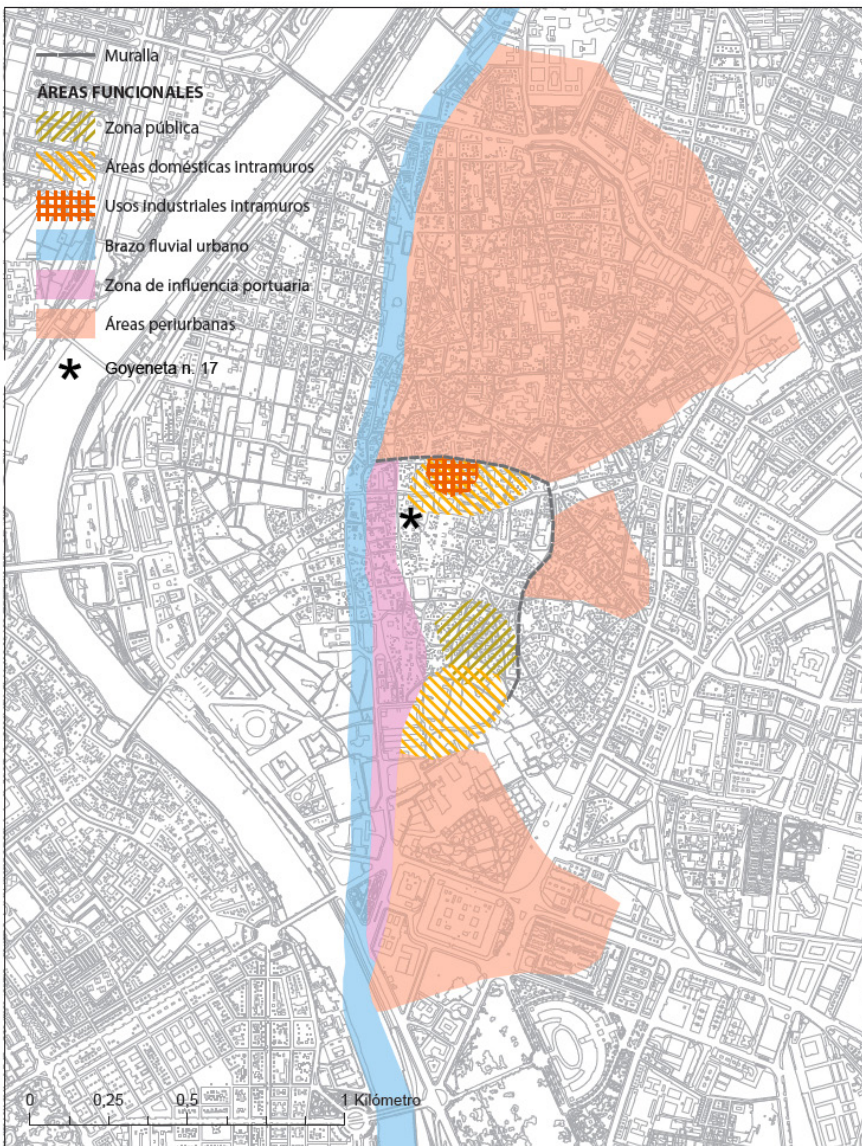 Muralla
ÁREAS FUNCIONALES
Zona pública
Áreas domésticas intramuros
Usos industriales intramuros
Brazo fluvial urbano
Zona de influencia portuaria
Áreas periurbanas
* Goyeneta n. 17
*
0 0,25 0,5 1 Kilómetro